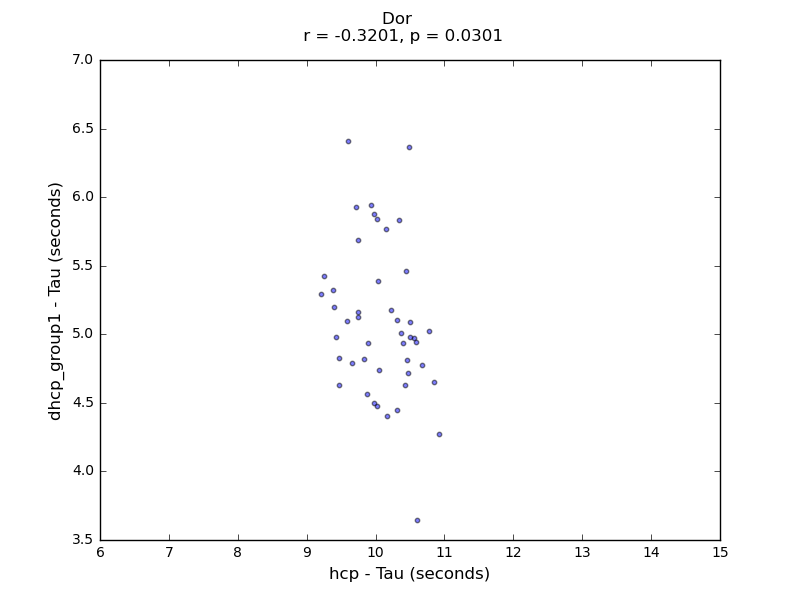 Dor
r = -0.3201, p = 0.0301
7.0
6.5
6.0
5.5
5.0
4.5
4.0
3.5
dhcp_group1 - Tau (seconds)
6 7 8 9 10 11 12 13 14 15
hcp - Tau (seconds)